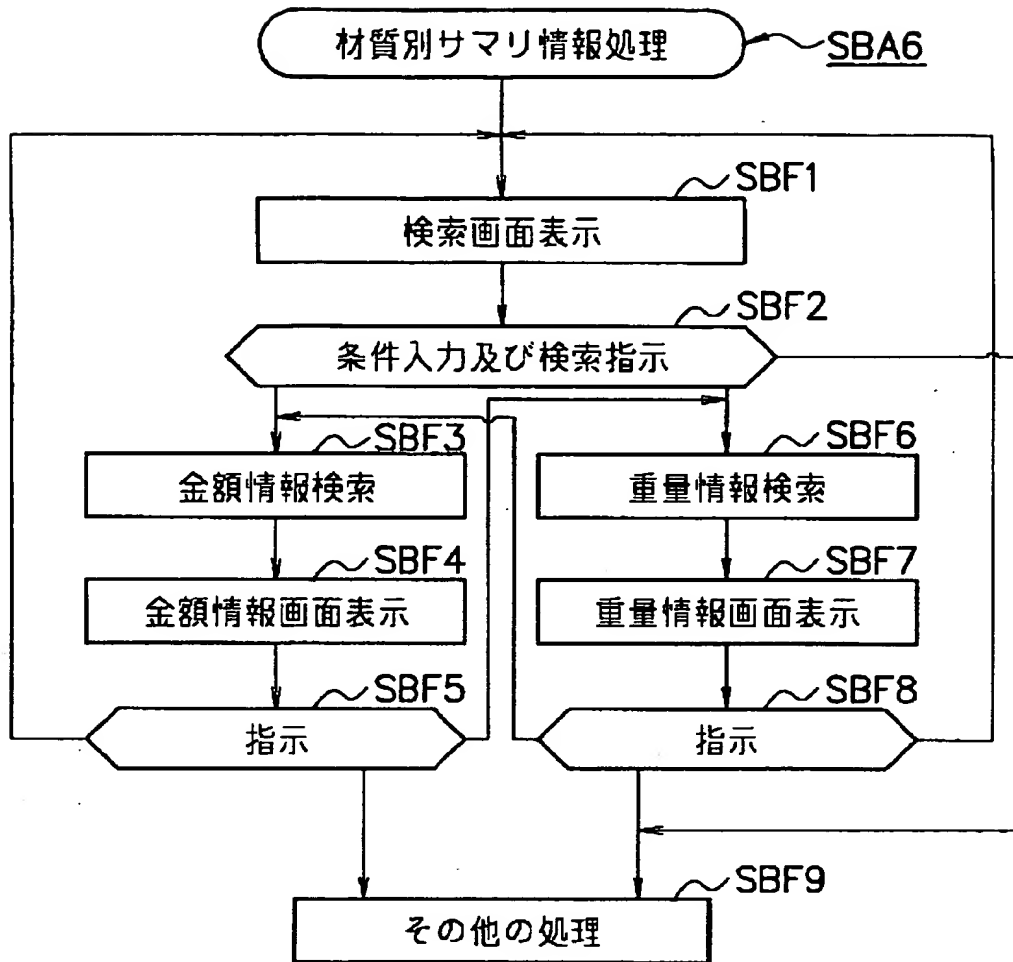 材質別サマリ情報処理
SBA6
SBF1
検索画面表示
SBF2
条件入力及び検索指示
SBF3
金額情報検索
SBF6
重量情報検索
SBF4
金額情報画面表示
SBF7
重量情報画面表示
SBF5
指示
SBF8
指示
SBF9
その他の処理